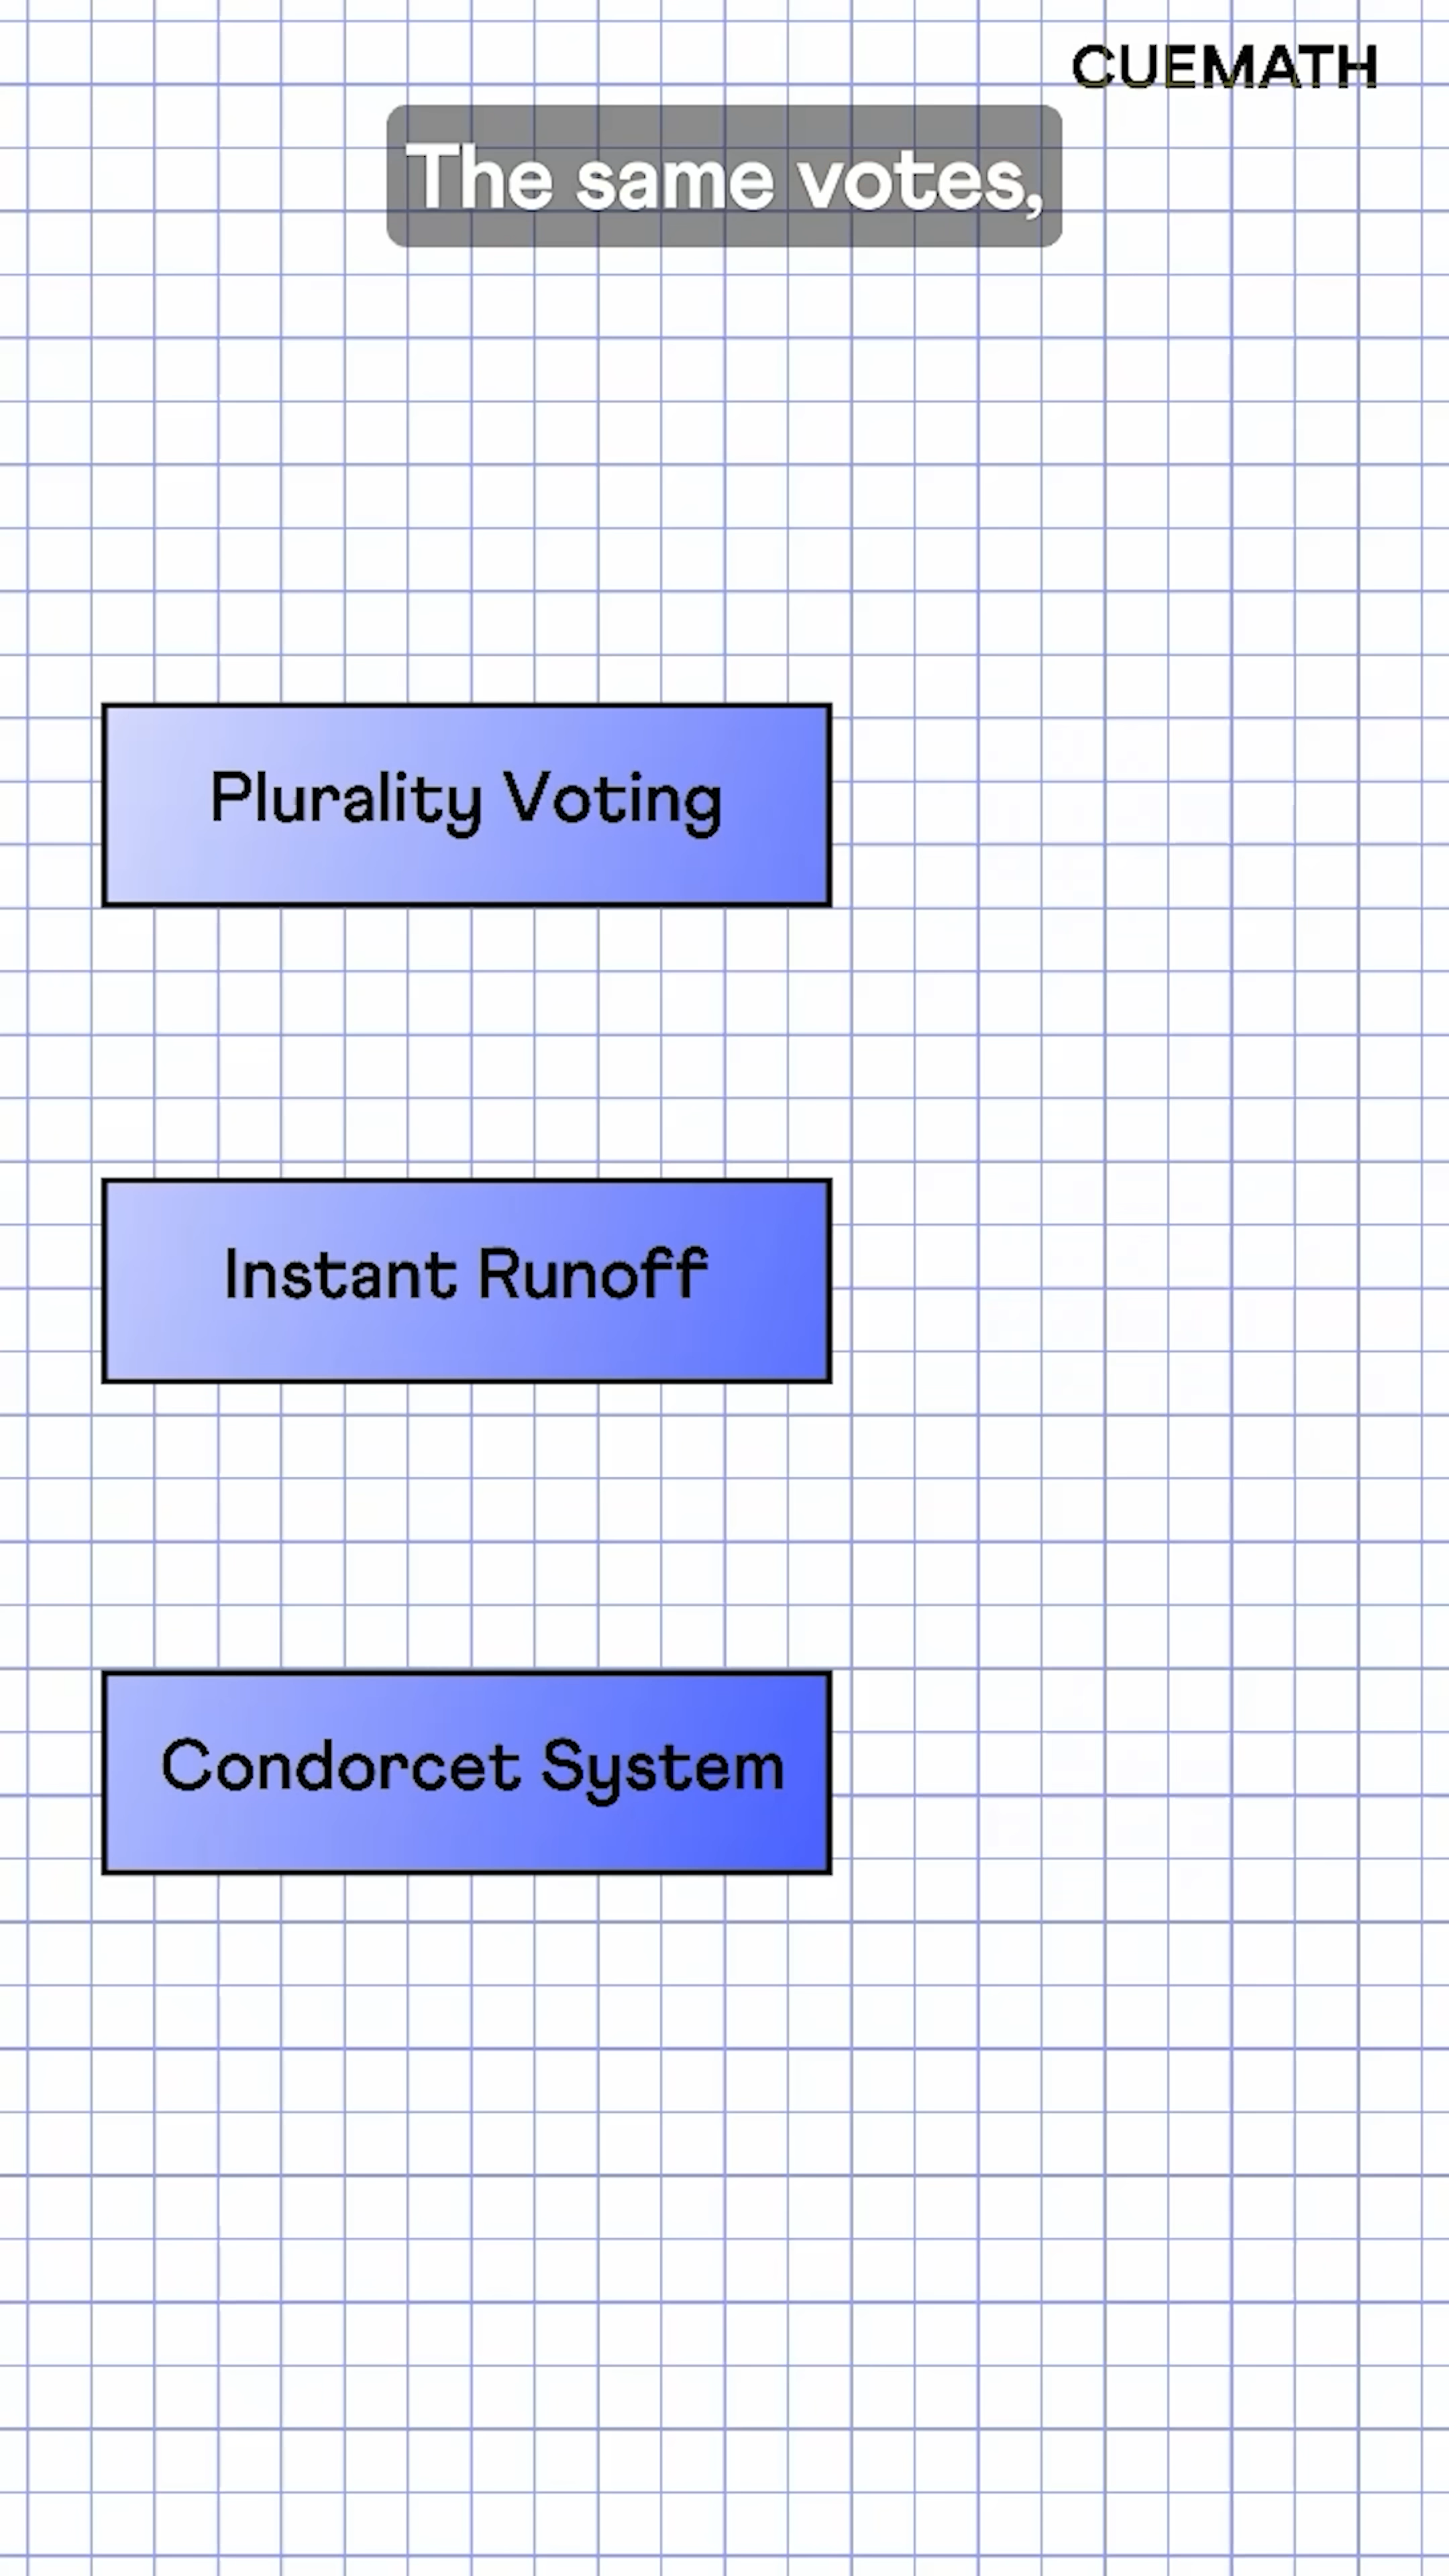 CUEMATH
The same votes,
Plurality Voting
Instant Runoff
Condorcet System